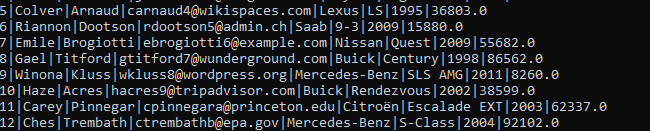 5|Colver|Arnaud|carnaud4@wikispaces.com|Lexus|LS|1995|36803.0
6|Riannon|Dootson|rdootson5@admin.ch|Saab|9-3|2009|15880.0
7|Emile|Brogiotti|ebrogiotti6@example.com|Nissan|Quest|2009|55682.0
8|Gael|Titford|gtitford7@wunderground.com|Buick|Century|1998|86562.0
9|Winona|Kluss|wkluss8@wordpress.org|Mercedes-Benz|SLS AMG|2011|8260.0
10|Haze|Acres|hacres9@tripadvisor.com|Buick|Rendezvous|2002|38599.0
11|Carey|Pinnegar|cpinnegara@princeton.edu|Citroën|Escalade EXT|2003|62337.0
12|Ches|Trembath|ctrembathb@epa.gov|Mercedes-Benz|S-Class|2004|92102.0